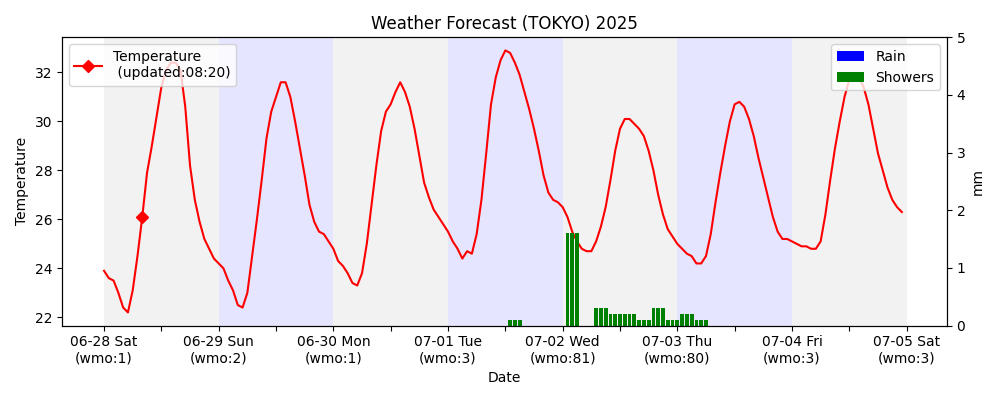 Weather Forecast (TOKYO) 2025
Temperature
(updated:08:20)
Rain
Showers
Temperature
32
30
28
26
24
22
5
4
3
2
1
0
mm
06-28 Sat
(wmo:1)
06-29 Sun
(wmo:2)
06-30 Mon
(wmo:1)
07-01 Tue
(wmo:3)
07-02 Wed
(wmo:81)
07-03 Thu
(wmo:80)
07-04 Fri
(wmo:3)
07-05 Sat
(wmo:3)
Date